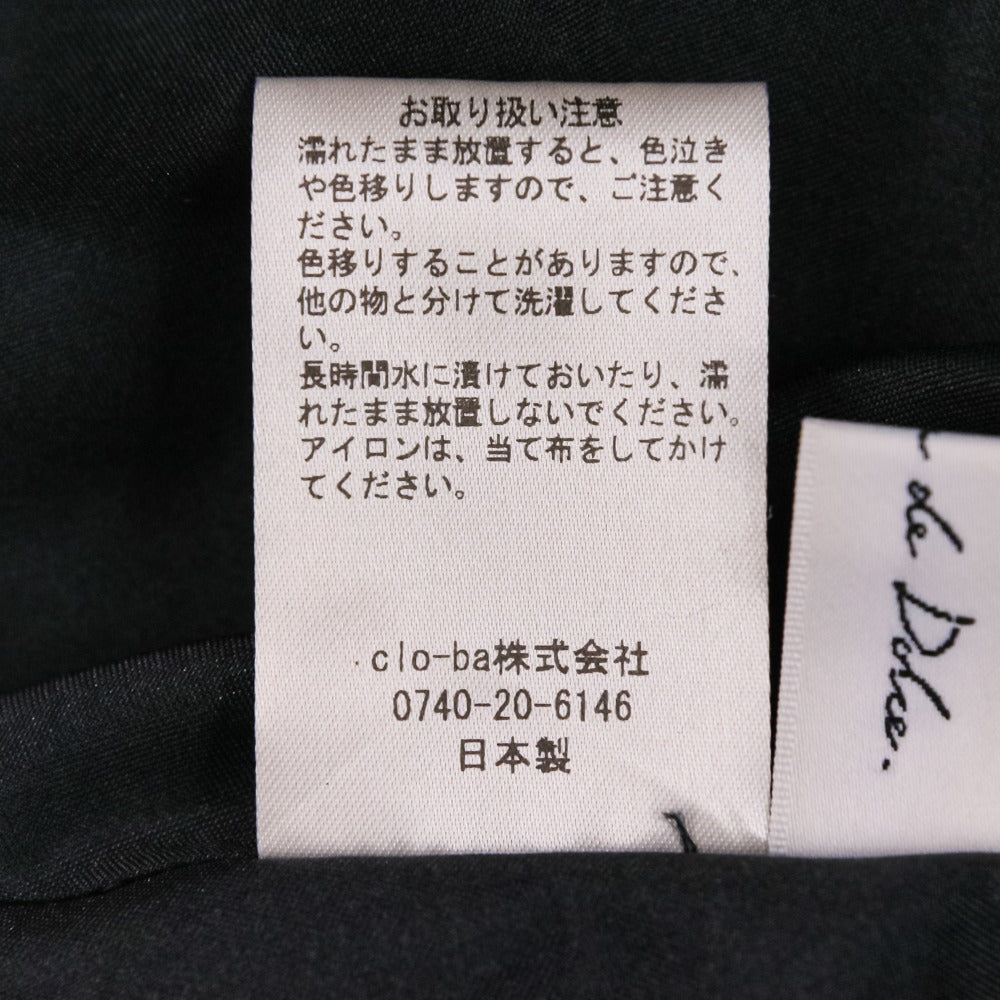 お取り扱い注意
濡れたまま放置すると、色泣き
や色移りしますので、ご注意く
ださい。
色移りすることがありますので、
他の物と分けて洗濯してくださ
い。
長時間水に漬けておいたり、濡
れたまま放置しないでください。
アイロンは、当て布をしてかけ
てください。
clo-ba株式会社
0740-20-6146
日本製
de Dolce.